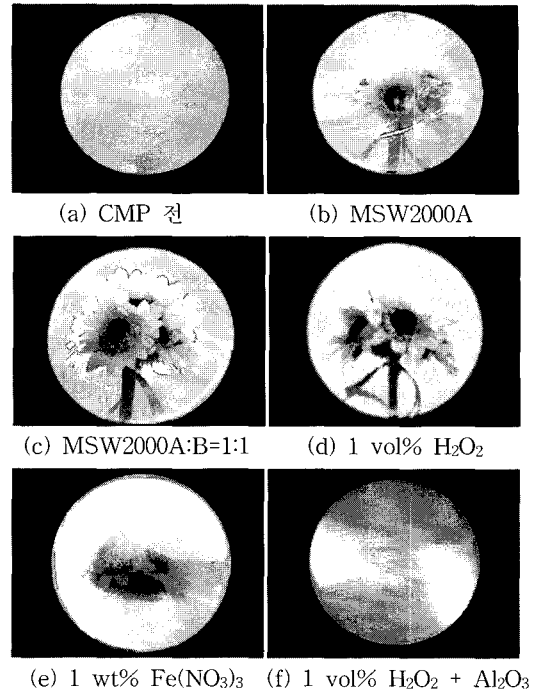 (a) CMP 전 (b) MSW2000A
(c) MSW2000A:B=1:1 (d) 1 vol% H₂O₂
(e) 1 wt% Fe(NO₃)₃ (f) 1 vol% H₂O₂ + Al₂O₃